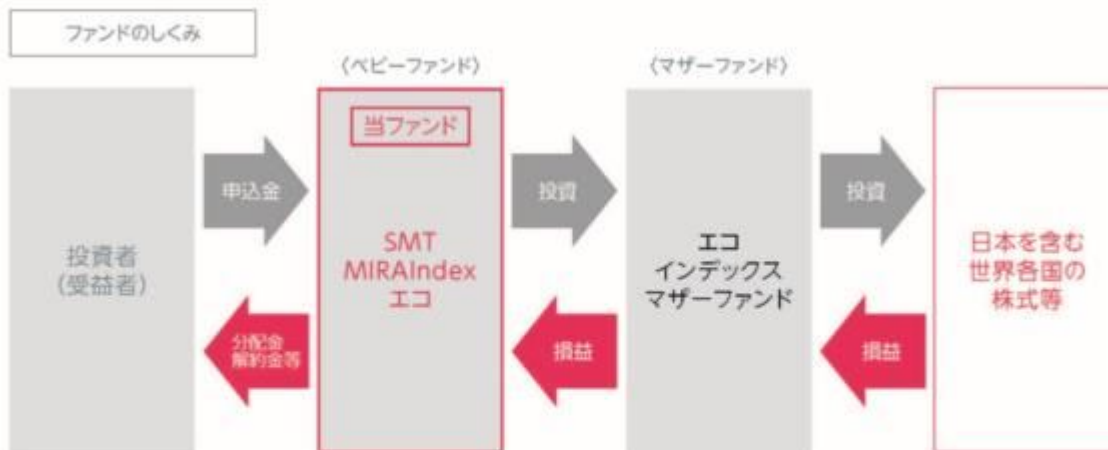 ファンドのしくみ
〈ベビーファンド〉
〈マザーファンド〉
投資者
(受益者)
申込金
分配金
解約金等
当ファンド
SMT
MIRAIndex
エコ
投資
損益
エコ
インデックス
マザーファンド
投資
損益
日本を含む
世界各国の
株式等